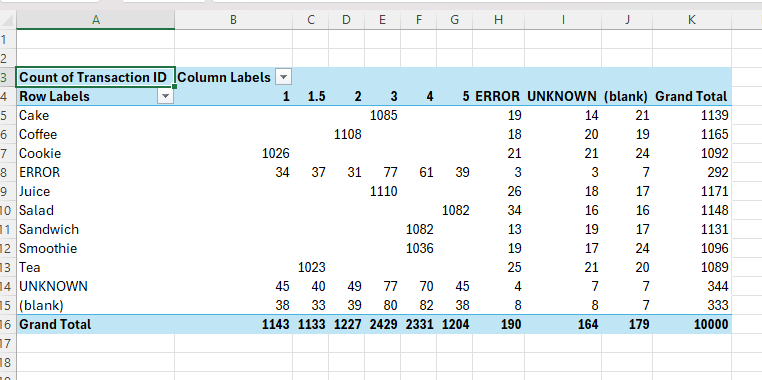 A B C D E F G H I J K
1
2
3 Count of Transaction ID Column Labels
4 Row Labels 1 1.5 2 3 4 5 ERROR UNKNOWN (blank) Grand Total
5 Cake 1085 19 14 21 1139
6 Coffee 1108 18 20 19 1165
7 Cookie 1026 21 21 24 1092
8 ERROR 34 37 31 77 61 39 3 3 7 292
9 Juice 1110 26 18 17 1171
10 Salad 1082 34 16 16 1148
11 Sandwich 1082 13 19 17 1131
12 Smoothie 1036 19 17 24 1096
13 Tea 1023 25 21 20 1089
14 UNKNOWN 45 40 49 77 70 45 4 7 7 344
15 (blank) 38 33 39 80 82 38 8 8 7 333
16 Grand Total 1143 1133 1227 2429 2331 1204 190 164 179 10000
17
18